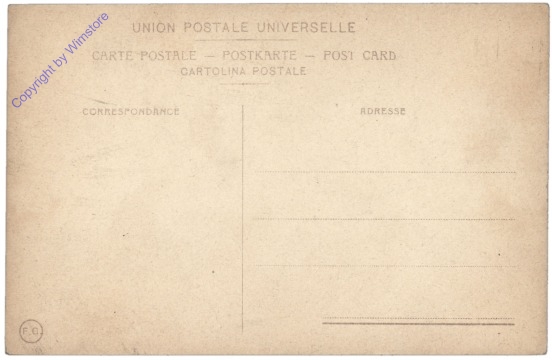 Copyright by Wimstore
UNION POSTALE UNIVERSELLE
CARTE POSTALE — POSTKARTE — POST CARD
CARTOLINA POSTALE
CORRESPONDANCE
ADRESSE
F.C.